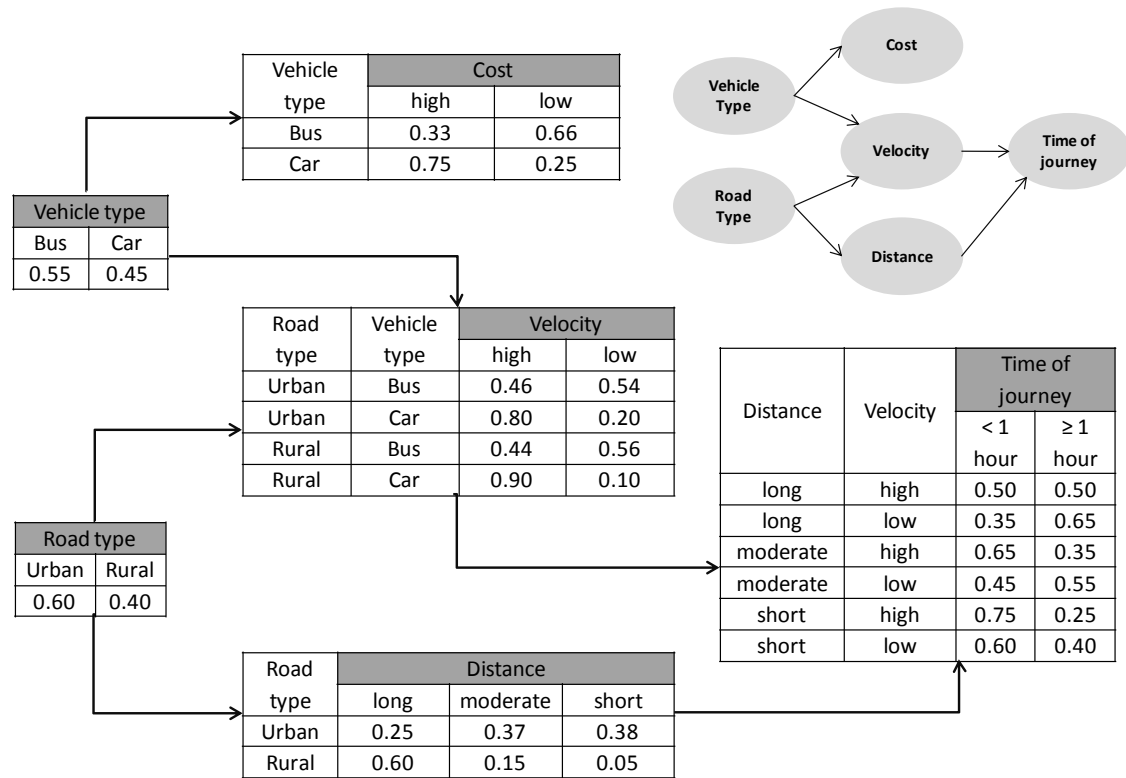 Vehicle type Cost
high low
Bus 0.33 0.66
Car 0.75 0.25
Cost
Vehicle
Type
Velocity
Time of
journey
Road
Type
Distance
Vehicle type
Bus Car
0.55 0.45
Road type Vehicle type Velocity
high low
Urban Bus 0.46 0.54
Urban Car 0.80 0.20
Rural Bus 0.44 0.56
Rural Car 0.90 0.10
Distance Velocity Time of journey
< 1 hour ≥ 1 hour
long high 0.50 0.50
long low 0.35 0.65
moderate high 0.65 0.35
moderate low 0.45 0.55
short high 0.75 0.25
short low 0.60 0.40
Road type
Urban Rural
0.60 0.40
Road type Distance
long moderate short
Urban 0.25 0.37 0.38
Rural 0.60 0.15 0.05